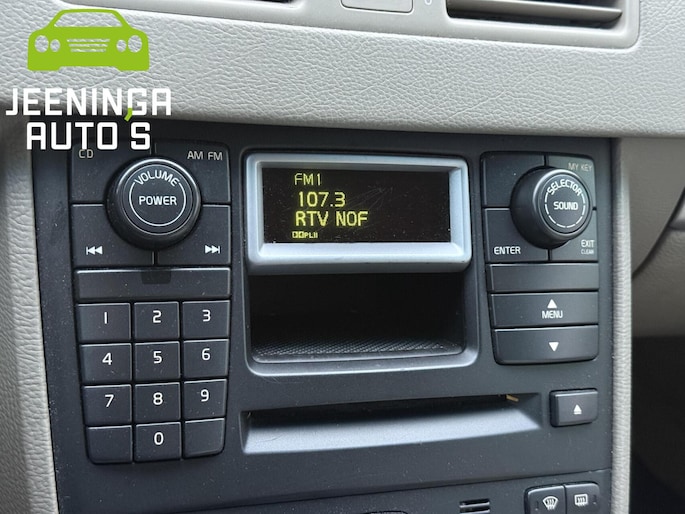 JEENINGA
AUTO'S
CD
AM FM
VOLUME
POWER
FM1
107.3
RTV NOF
PLII
MY KEY
SELECTOR
SOUND
ENTER
EXIT
CLEAR
MENU
1 2 3
4 5 6
7 8 9
0